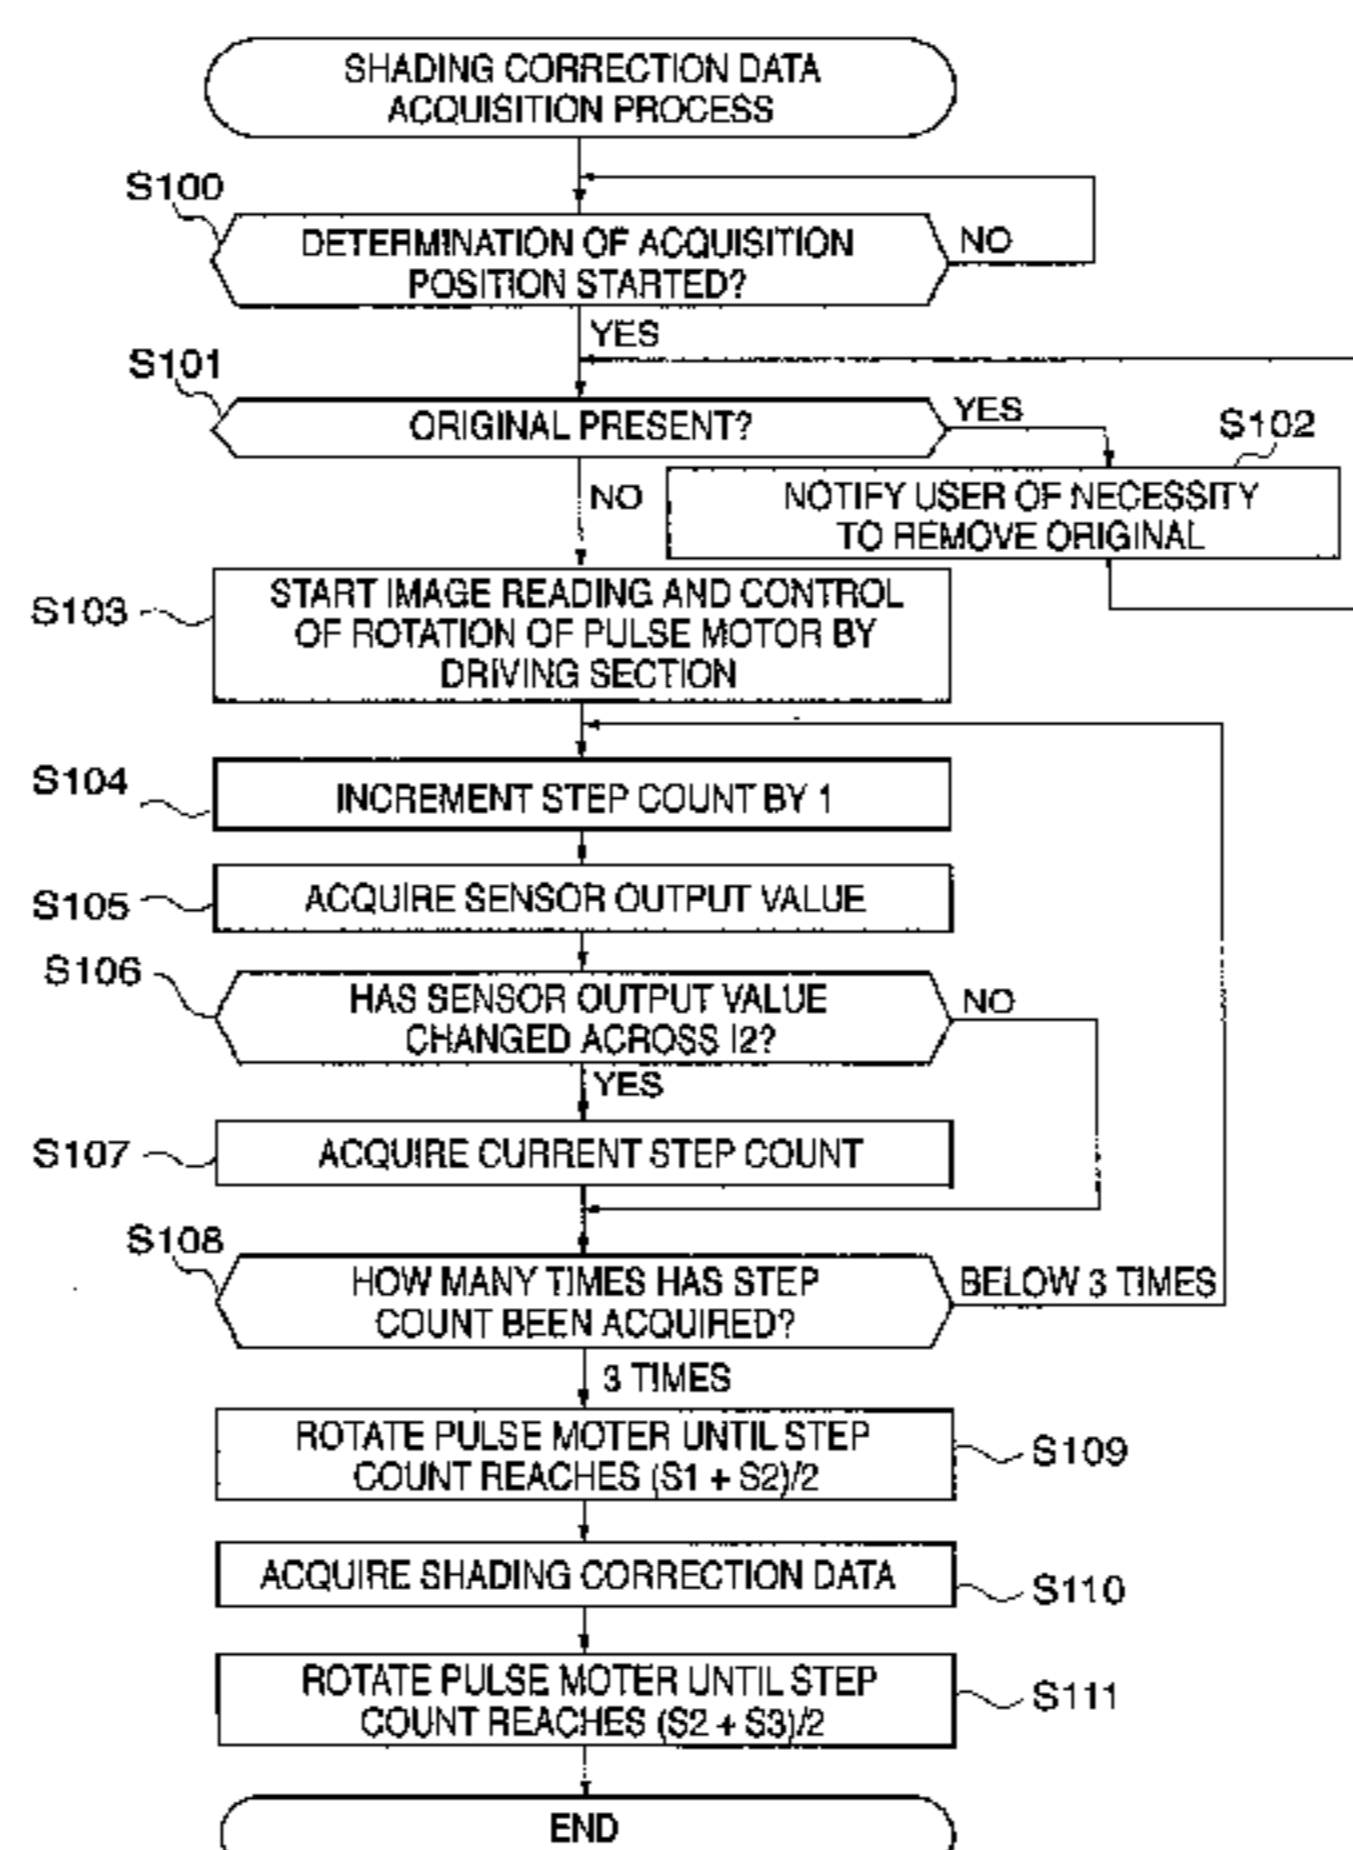 SHADING CORRECTION DATA
ACQUISITION PROCESS
S100
DETERMINATION OF ACQUISITION
POSITION STARTED?
NO
YES
S101
ORIGINAL PRESENT?
YES
S102
NO
NOTIFY USER OF NECESSITY
TO REMOVE ORIGINAL
S103
START IMAGE READING AND CONTROL
OF ROTATION OF PULSE MOTOR BY
DRIVING SECTION
S104
INCREMENT STEP COUNT BY 1
S105
ACQUIRE SENSOR OUTPUT VALUE
S106
HAS SENSOR OUTPUT VALUE
CHANGED ACROSS I2?
NO
YES
S107
ACQUIRE CURRENT STEP COUNT
S108
HOW MANY TIMES HAS STEP
COUNT BEEN ACQUIRED?
BELOW 3 TIMES
3 TIMES
ROTATE PULSE MOTER UNTIL STEP
COUNT REACHES (S1 + S2)/2
S109
ACQUIRE SHADING CORRECTION DATA
S110
ROTATE PULSE MOTER UNTIL STEP
COUNT REACHES (S2 + S3)/2
S111
END